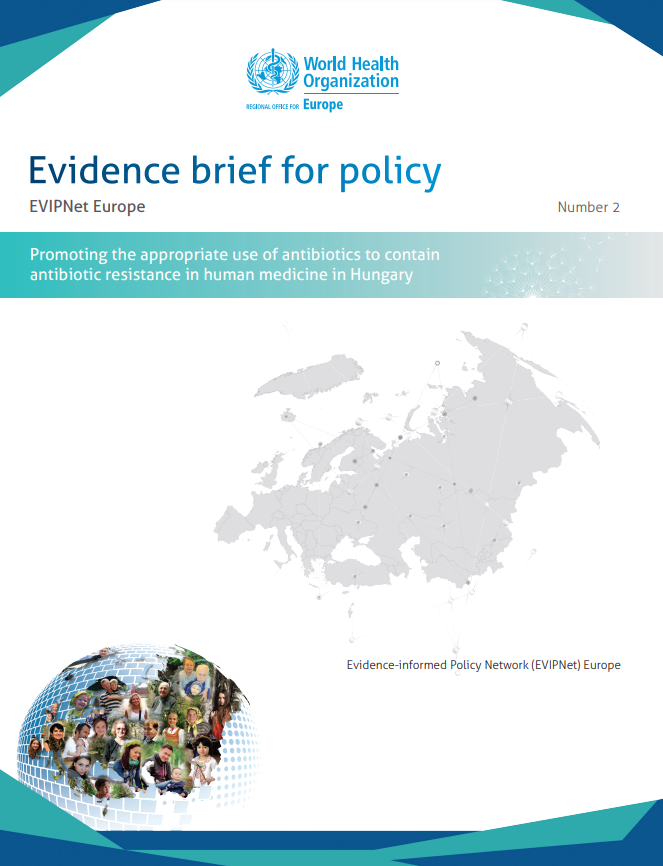 World Health
Organization
REGIONAL OFFICE FOR Europe
Evidence brief for policy
EVIPNet Europe
Number 2
Promoting the appropriate use of antibiotics to contain
antibiotic resistance in human medicine in Hungary
Evidence-informed Policy Network (EVIPNet) Europe